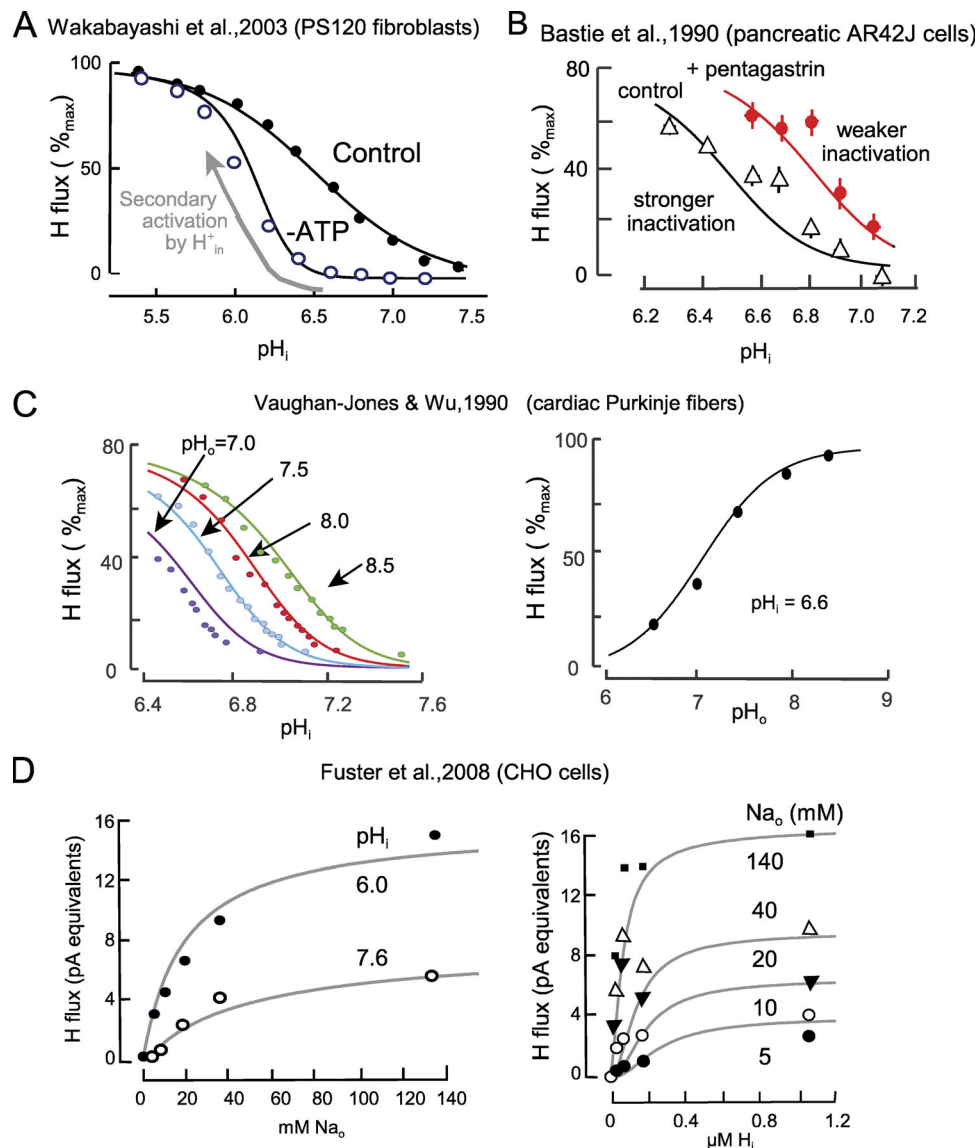 A Wakabayashi et al.,2003 (PS120 fibroblasts)
H flux ( %max)
100
50
0
Control
-ATP
Secondary
activation
by H+in
5.5 6.0 6.5 7.0 7.5
pHi
B Bastie et al.,1990 (pancreatic AR42J cells)
H flux ( %max)
80
40
0
+ pentagastrin
control
weaker
inactivation
stronger
inactivation
6.2 6.4 6.6 6.8 7.0 7.2
pHi
C Vaughan-Jones & Wu,1990 (cardiac Purkinje fibers)
H flux ( %max)
80
40
0
pHo=7.0
7.5
8.0
8.5
6.4 6.8 7.2 7.6
pHi
H flux ( %max)
100
50
0
pHi = 6.6
6 7 8 9
pHo
D Fuster et al.,2008 (CHO cells)
H flux (pA equivalents)
16
12
8
4
0
pHi
6.0
7.6
0 20 40 60 80 100 120 140
mM Nao
H flux (pA equivalents)
16
12
8
4
0
Nao (mM)
140
40
20
10
5
0 0.4 0.8 1.2
µM Hi